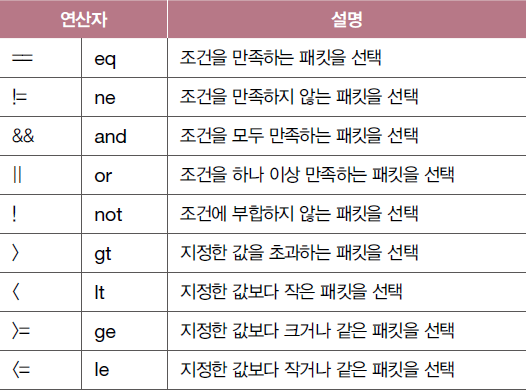 연산자 설명
== eq 조건을 만족하는 패킷을 선택
!= ne 조건을 만족하지 않는 패킷을 선택
&& and 조건을 모두 만족하는 패킷을 선택
|| or 조건을 하나 이상 만족하는 패킷을 선택
! not 조건에 부합하지 않는 패킷을 선택
> gt 지정한 값을 초과하는 패킷을 선택
< lt 지정한 값보다 작은 패킷을 선택
>= ge 지정한 값보다 크거나 같은 패킷을 선택
<= le 지정한 값보다 작거나 같은 패킷을 선택